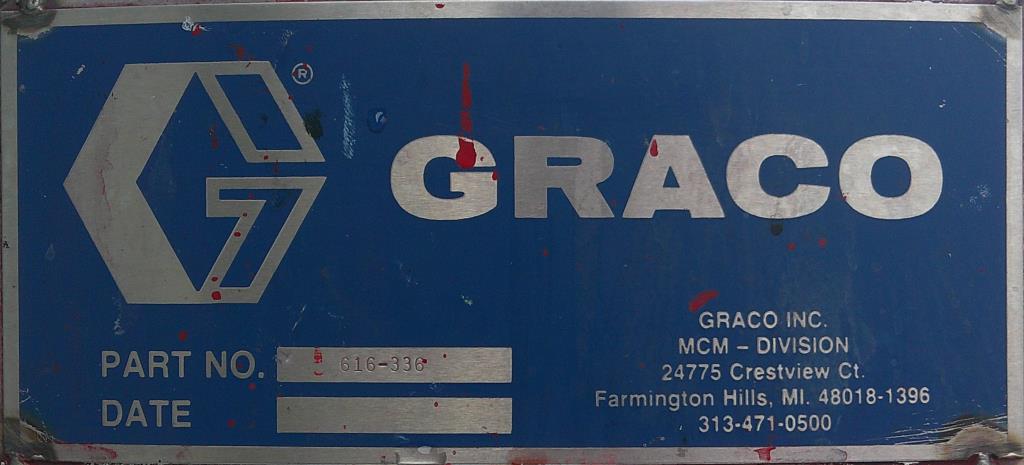 ®
GRACO
GRACO INC.
MCM – DIVISION
24775 Crestview Ct.
Farmington Hills, MI. 48018-1396
313-471-0500
PART NO. 616-336
DATE